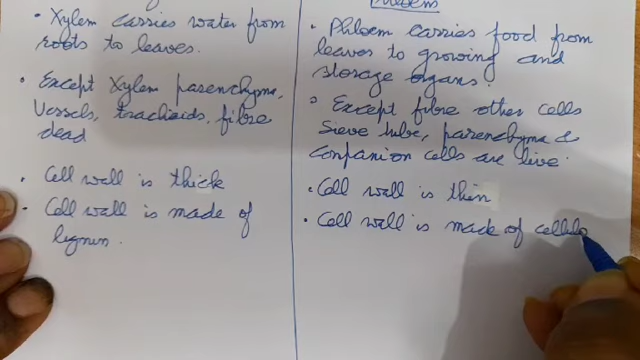 Phloem
• Xylem carries water from
roots to leaves.
• Except Xylem parenchyma,
Vessels, trachiaids, fibre
dead
• Cell wall is thick
• Cell wall is made of
lignin.
• Phloem carries food from
leaves to growing and
storage organs.
• Except fibre other cells
Sieve tube, parenchyma &
Companion cells are live.
• Cell wall is thin
• Cell wall is made of cellulo